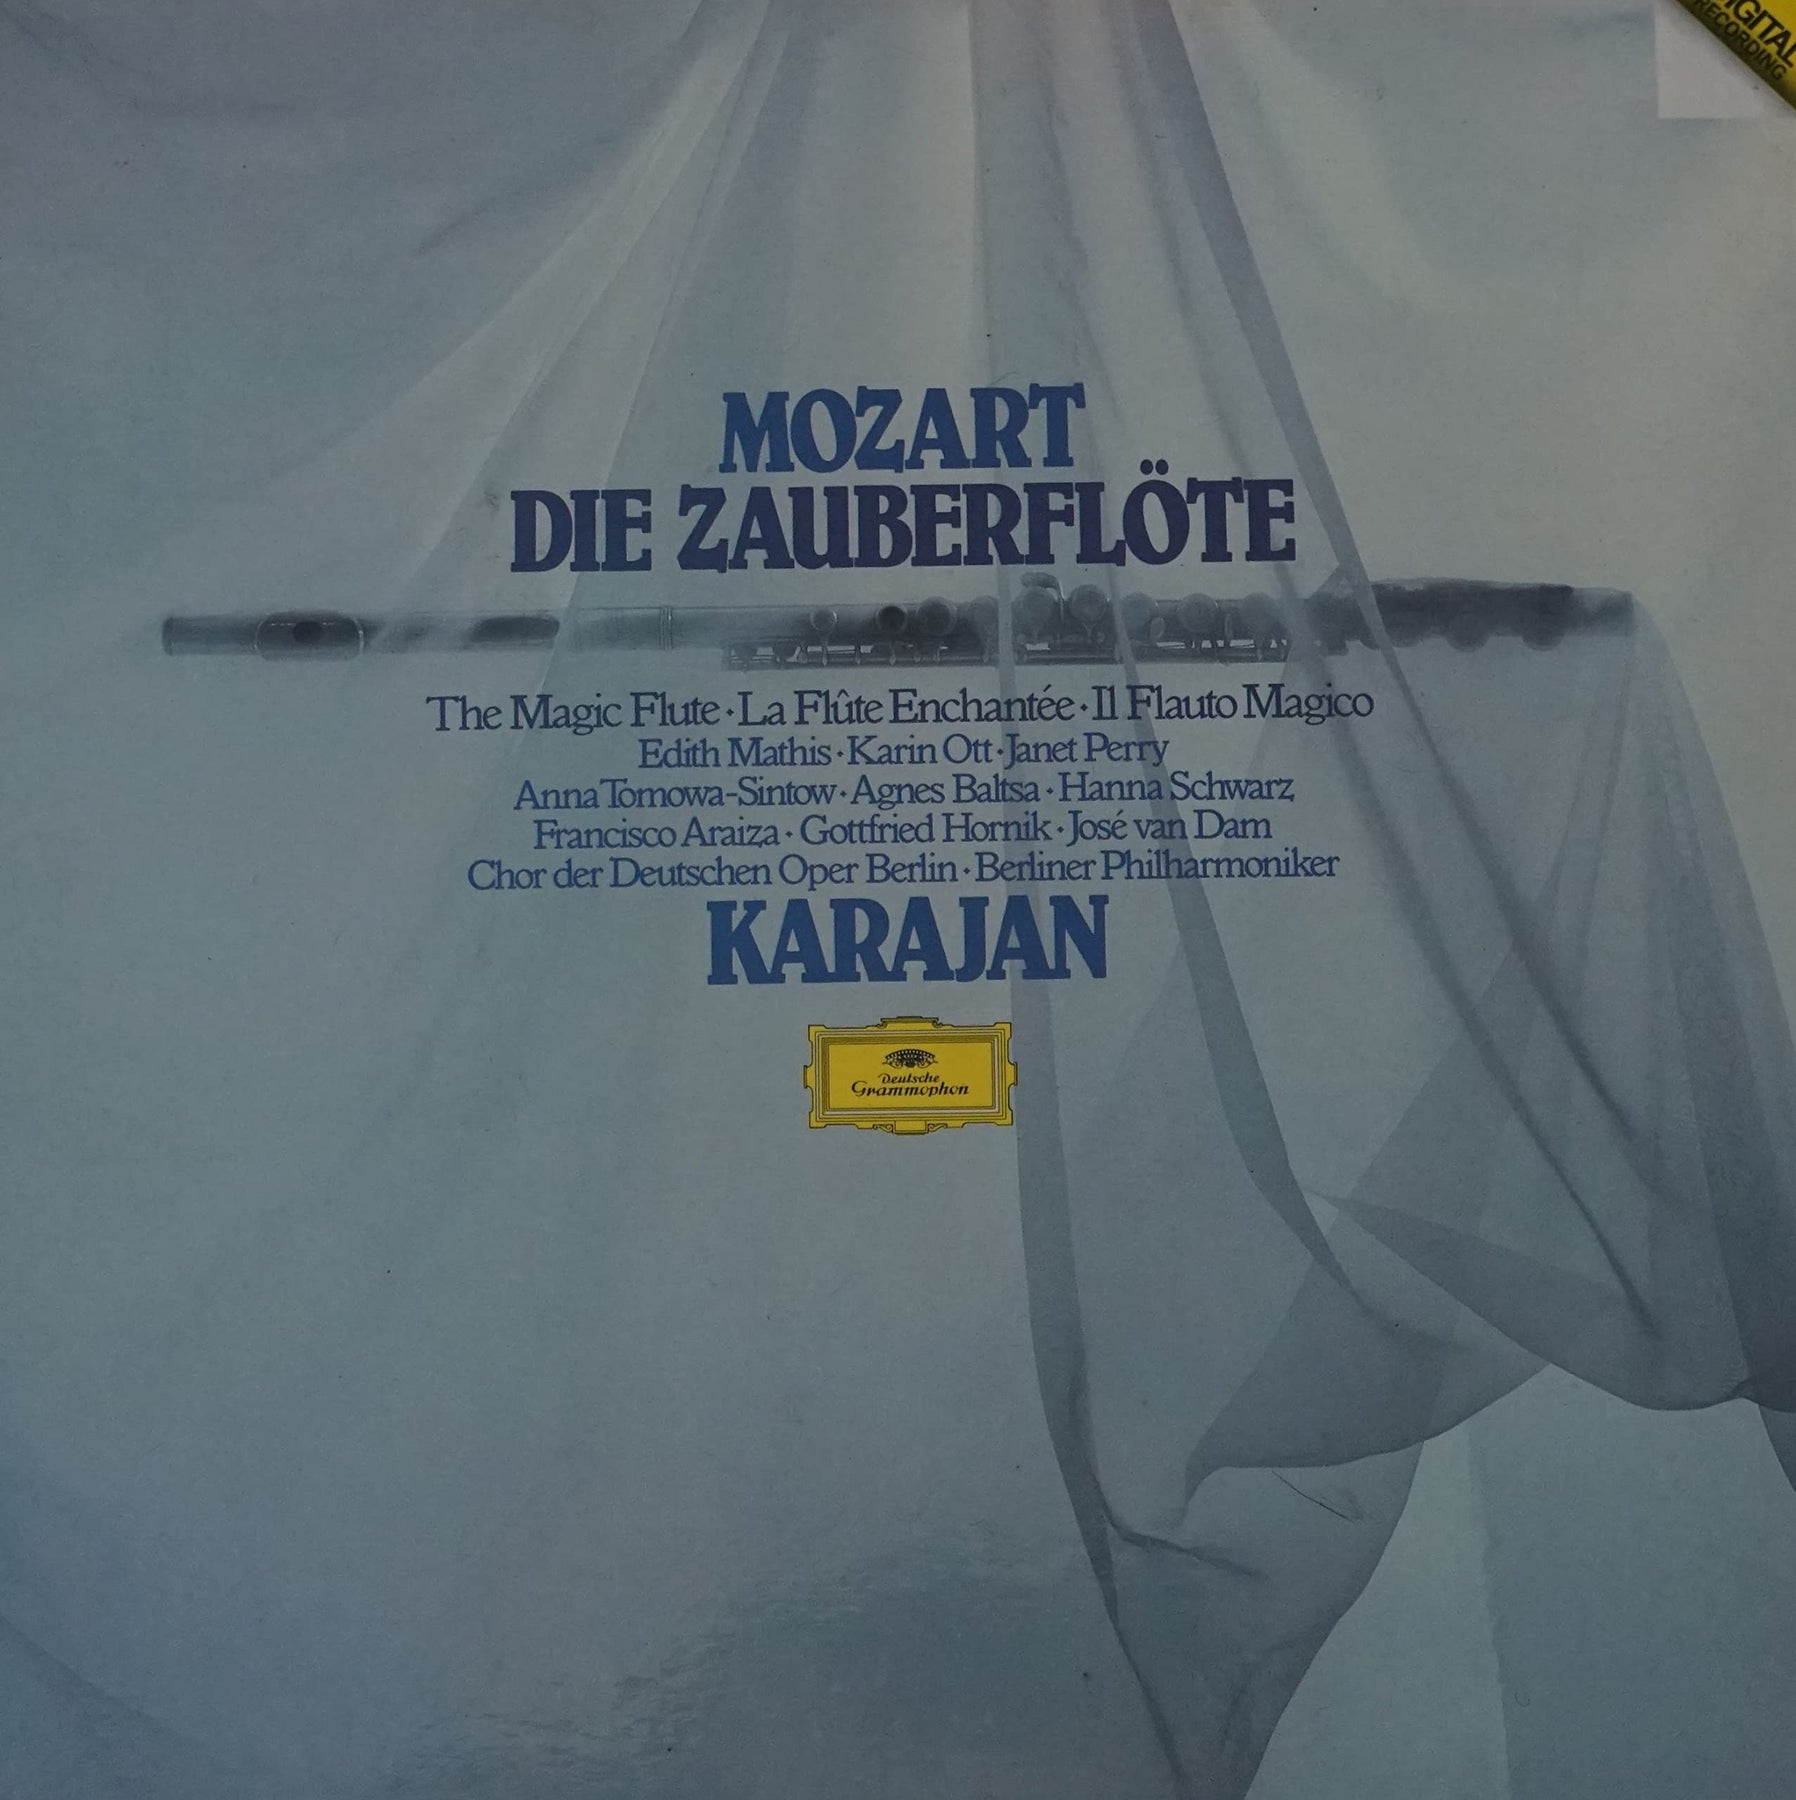 DIGITAL
RECORDING
MOZART
DIE ZAUBERFLÖTE
The Magic Flute · La Flûte Enchantée · Il Flauto Magico
Edith Mathis · Karin Ott · Janet Perry
Anna Tomowa-Sintow · Agnes Baltsa · Hanna Schwarz
Francisco Araiza · Gottfried Hornik · José van Dam
Chor der Deutschen Oper Berlin · Berliner Philharmoniker
KARAJAN
Deutsche
Grammophon